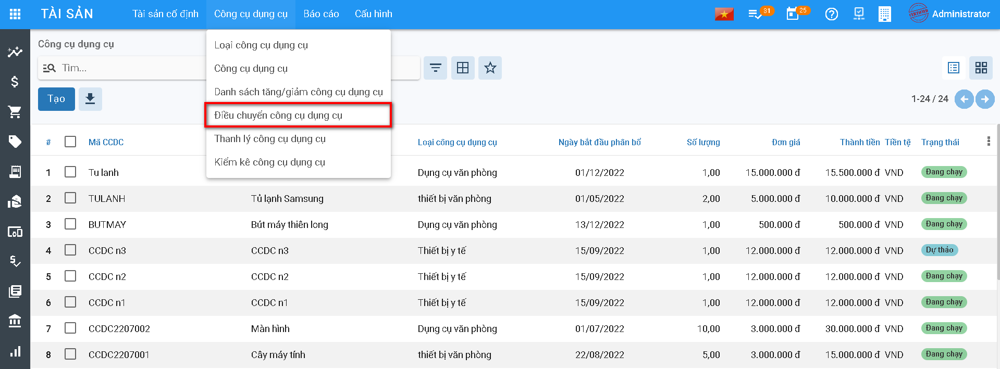 TÀI SẢN Tài sản cố định Công cụ dụng cụ Báo cáo Cấu hình 31 25 CERTIFIED Administrator
Công cụ dụng cụ
Tìm...
Loại công cụ dụng cụ
Công cụ dụng cụ
Danh sách tăng/giảm công cụ dụng cụ
Điều chuyển công cụ dụng cụ
Thanh lý công cụ dụng cụ
Kiểm kê công cụ dụng cụ
Tạo 1-24 / 24
# Mã CCDC Loại công cụ dụng cụ Ngày bắt đầu phân bổ Số lượng Đơn giá Thành tiền Tiền tệ Trạng thái
1 Tu lanh Dụng cụ văn phòng 01/12/2022 1,00 15.000.000 đ 15.500.000 đ VND Đang chạy
2 TULANH Tủ lạnh Samsung thiết bị văn phòng 01/05/2022 2,00 5.000.000 đ 10.000.000 đ VND Đang chạy
3 BUTMAY Bút máy thiên long Dụng cụ văn phòng 13/12/2022 1,00 500.000 đ 500.000 đ VND Đang chạy
4 CCDC n3 CCDC n3 Thiết bị y tế 15/09/2022 1,00 12.000.000 đ 12.000.000 đ VND Dự thảo
5 CCDC n2 CCDC n2 Thiết bị y tế 15/09/2022 1,00 12.000.000 đ 12.000.000 đ VND Đang chạy
6 CCDC n1 CCDC n1 Thiết bị y tế 15/09/2022 1,00 12.000.000 đ 12.000.000 đ VND Đang chạy
7 CCDC2207002 Màn hình Dụng cụ văn phòng 01/07/2022 10,00 3.000.000 đ 30.000.000 đ VND Đang chạy
8 CCDC2207001 Cây máy tính thiết bị văn phòng 22/08/2022 5,00 3.000.000 đ 15.000.000 đ VND Đang chạy